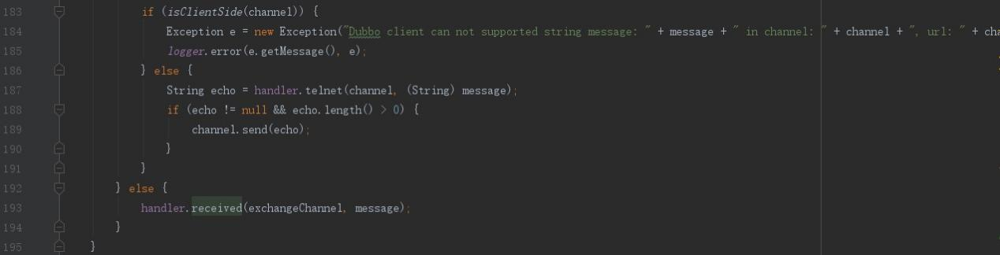 183 if (isClientSide(channel)) {
184 Exception e = new Exception("Dubbo client can not supported string message: " + message + " in channel: " + channel + ", url: " + cha
185 logger.error(e.getMessage(), e);
186 } else {
187 String echo = handler.telnet(channel, (String) message);
188 if (echo != null && echo.length() > 0) {
189 channel.send(echo);
190 }
191 }
192 } else {
193 handler.received(exchangeChannel, message);
194 }
195 }